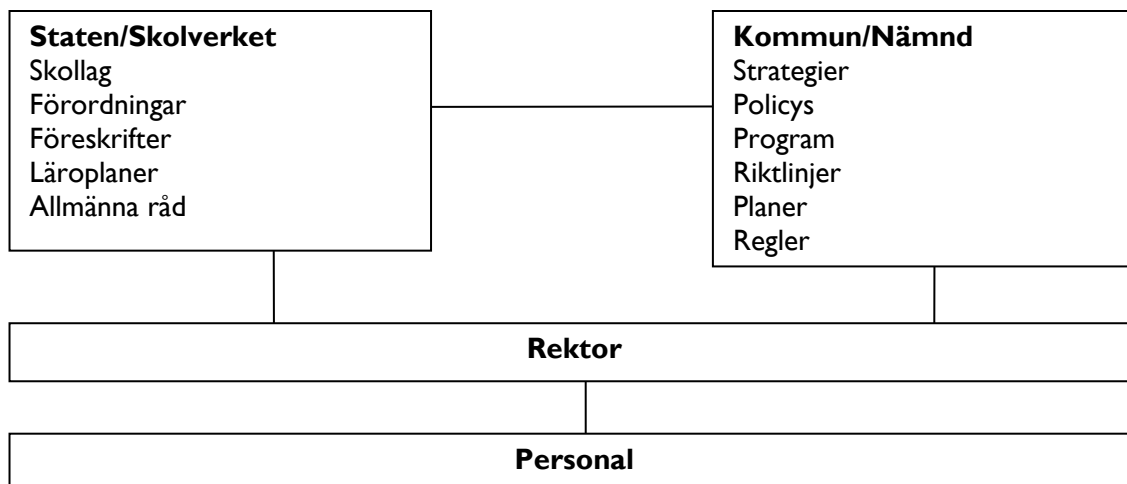 Staten/Skolverket
Skollag
Förordningar
Föreskrifter
Läroplaner
Allmänna råd
Kommun/Nämnd
Strategier
Policys
Program
Riktlinjer
Planer
Regler
Rektor
Personal